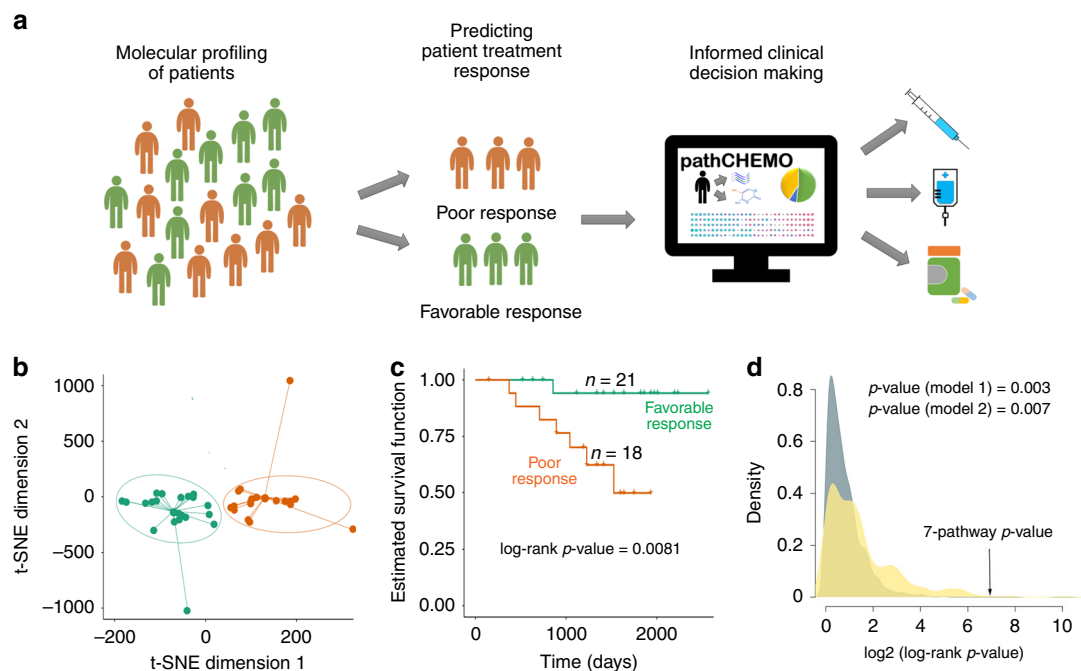 a
Molecular profiling
of patients
Predicting
patient treatment
response
Informed clinical
decision making
pathCHEMO
Poor response
Favorable response
b
t-SNE dimension 2
1000
500
0
−500
−1000
−200
0
200
t-SNE dimension 1
c
Estimated survival function
1.00
0.75
0.50
0.25
0.00
n = 21
Favorable
response
n = 18
Poor
response
log-rank p-value = 0.0081
0
1000
2000
Time (days)
d
Density
0.8
0.6
0.4
0.2
0
p-value (model 1) = 0.003
p-value (model 2) = 0.007
7-pathway p-value
0
2
4
6
8
10
log2 (log-rank p-value)